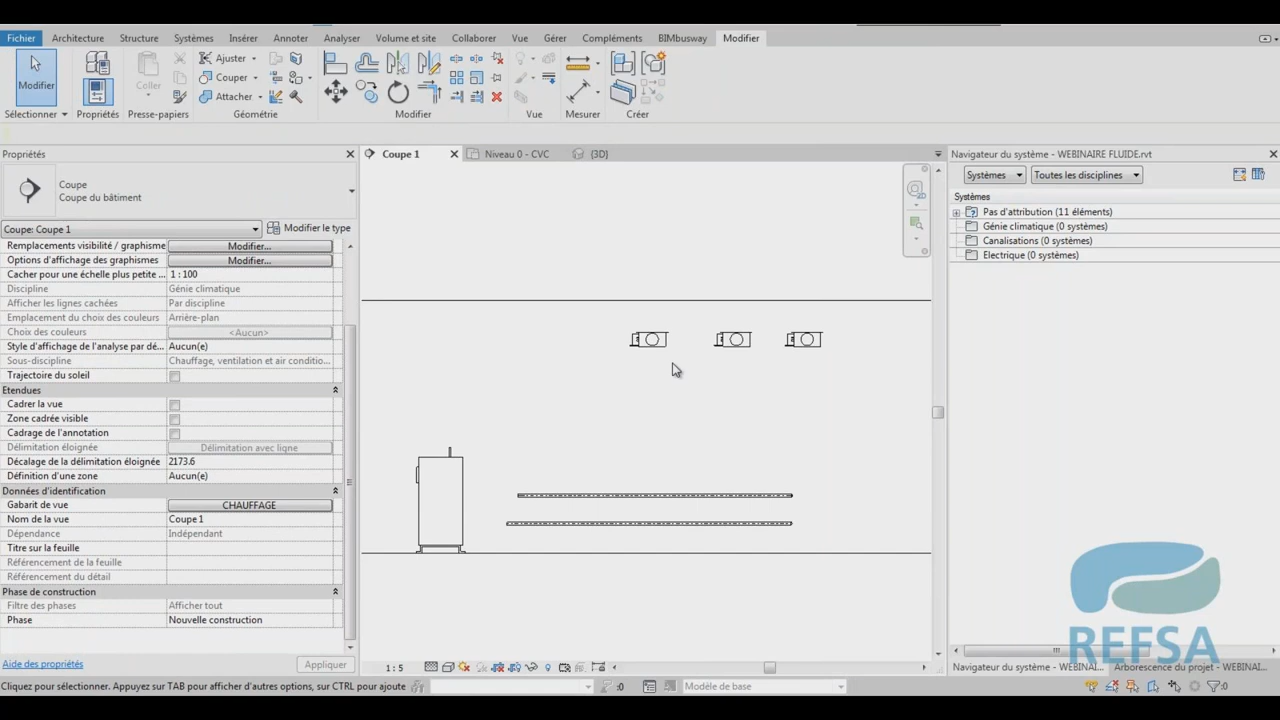 Fichier Architecture Structure Systèmes Insérer Annoter Analyser Volume et site Collaborer Vue Gérer Compléments BIMbusway Modifier
Modifier
Coller
Ajuster
Couper
Attacher
Sélectionner Propriétés Presse-papiers Géométrie Modifier Vue Mesurer Créer
Propriétés
Coupe 1
Niveau 0 - CVC
(3D)
Navigateur du système - WEBINAIRE FLUIDE.rvt
Coupe
Coupe du bâtiment
Coupe: Coupe 1
Modifier le type
Remplacements visibilité / graphisme Modifier...
Options d'affichage des graphismes Modifier...
Cacher pour une échelle plus petite ... 1 : 100
Discipline Génie climatique
Afficher les lignes cachées Par discipline
Emplacement du choix des couleurs Arrière-plan
Choix des couleurs <Aucun>
Style d'affichage de l'analyse par dé... Aucun(e)
Sous-discipline Chauffage, ventilation et air conditio...
Trajectoire du soleil
Etendues
Cadrer la vue
Zone cadrée visible
Cadrage de l'annotation
Délimitation éloignée Délimitation avec ligne
Décalage de la délimitation éloignée 2173.6
Définition d'une zone Aucun(e)
Données d'identification
Gabarit de vue CHAUFFAGE
Nom de la vue Coupe 1
Dépendance Indépendant
Titre sur la feuille
Référencement de la feuille
Référencement du détail
Phase de construction
Filtre des phases Afficher tout
Phase Nouvelle construction
Aide des propriétés
Appliquer
1 : 5
Systèmes
Toutes les disciplines
Systèmes
Pas d'attribution (11 éléments)
Génie climatique (0 systèmes)
Canalisations (0 systèmes)
Electrique (0 systèmes)
REFSA
Navigateur du système - WEBINAI...
Arborescence du projet - WEBINAI...
Cliquez pour sélectionner. Appuyez sur TAB pour afficher d'autres options, sur CTRL pour ajoute
:0
Modèle de base
:0